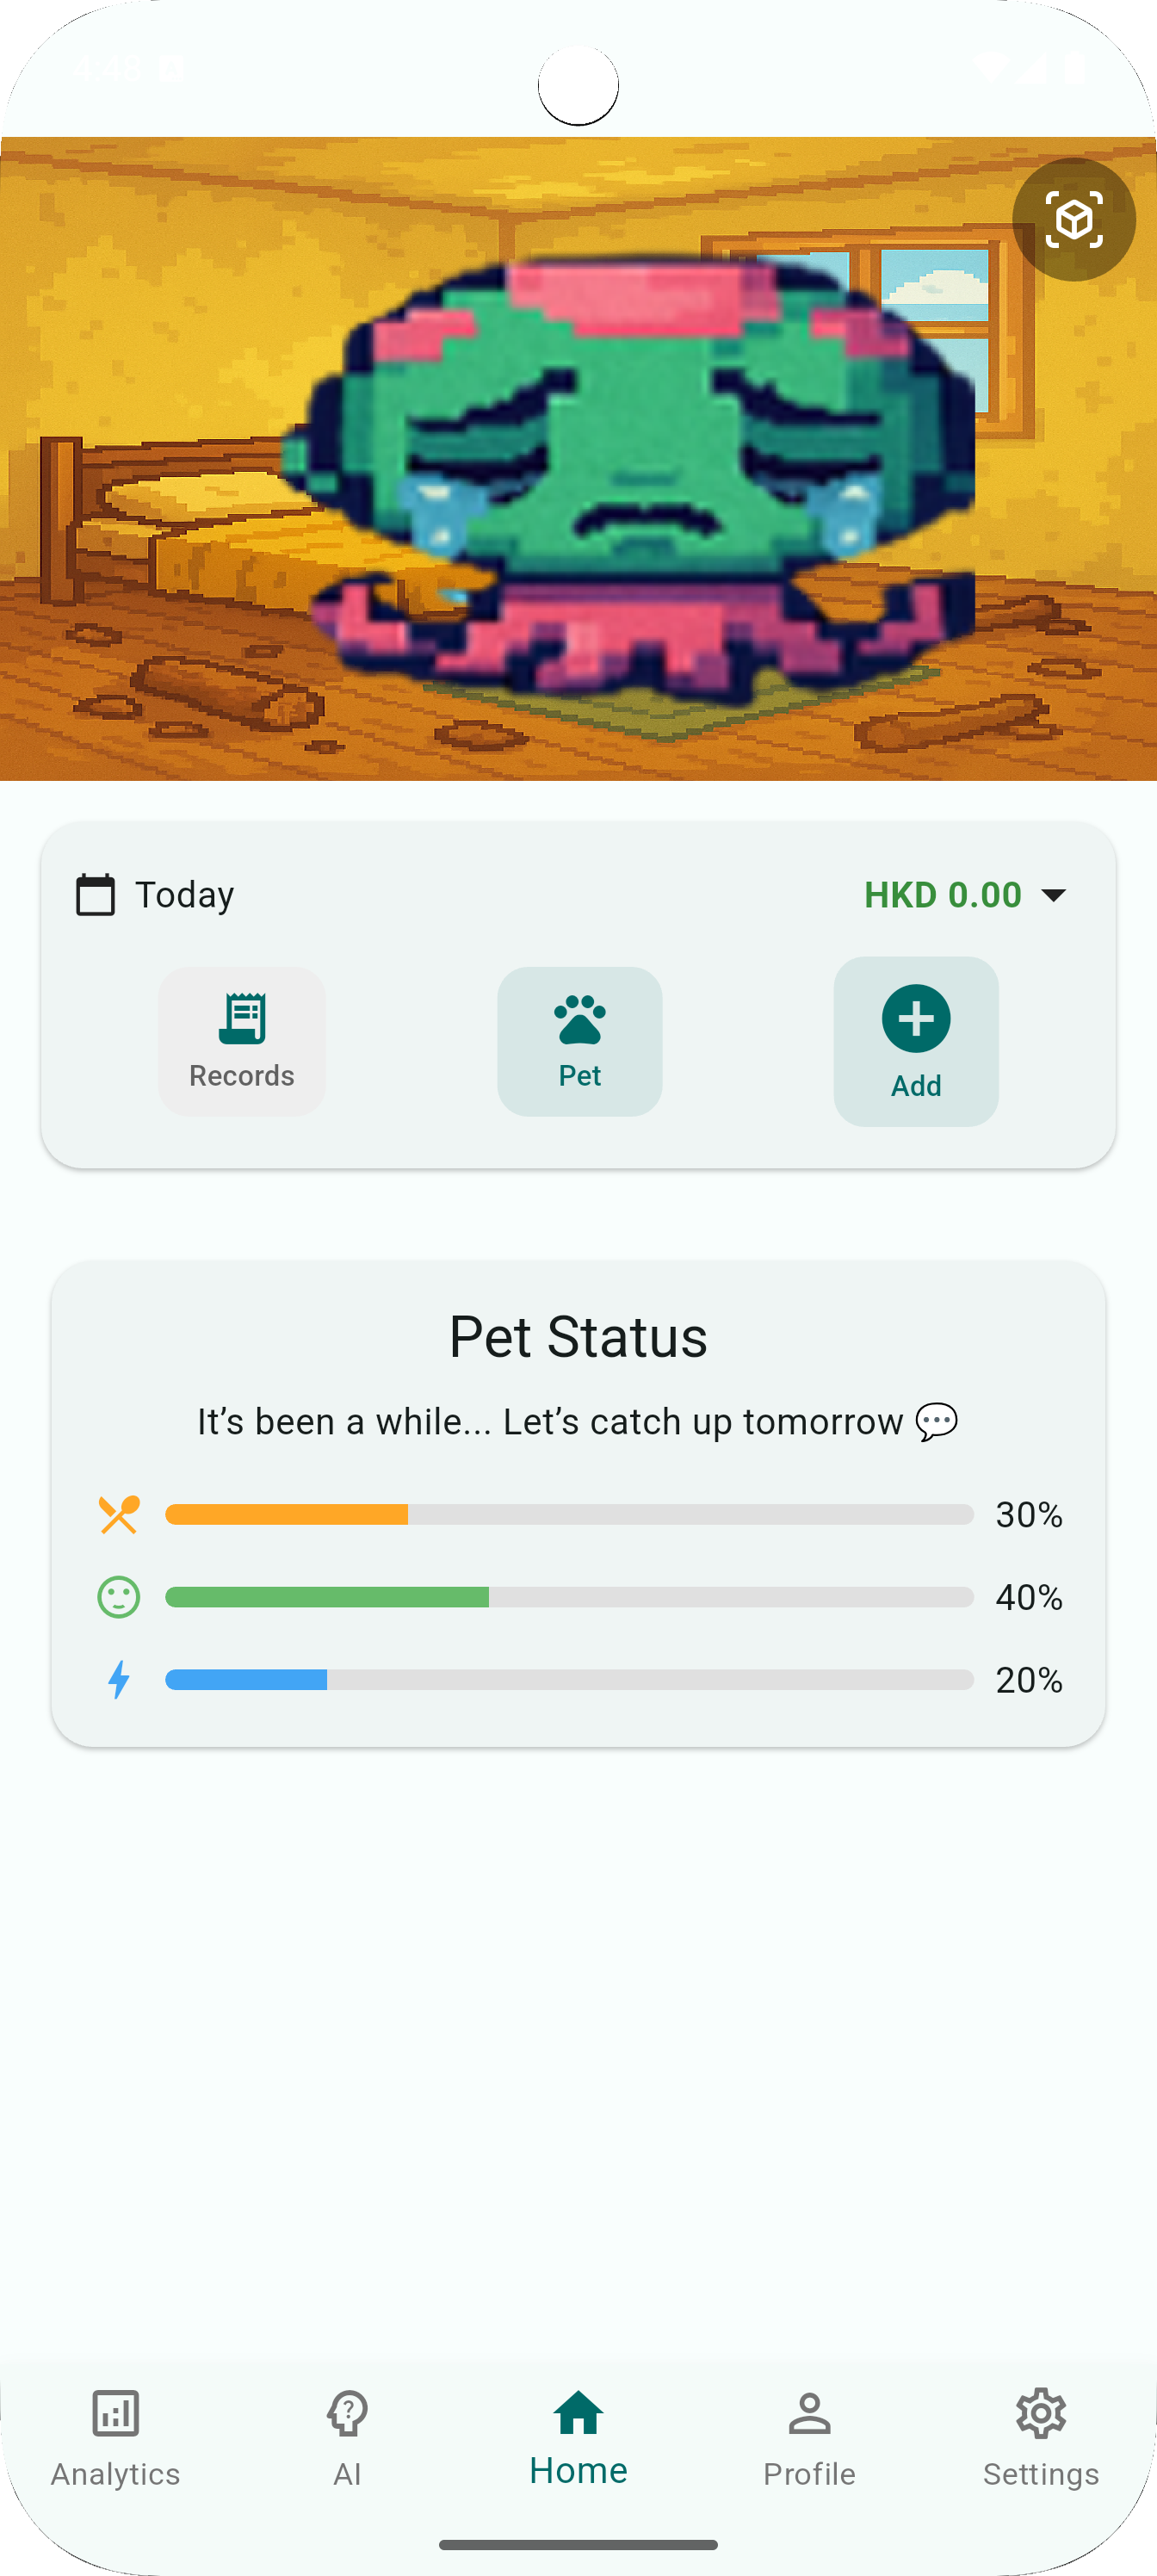 4:48
Today
HKD 0.00
Records
Pet
Add
Pet Status
It’s been a while... Let’s catch up tomorrow 💬
30%
40%
20%
Analytics
AI
Home
Profile
Settings